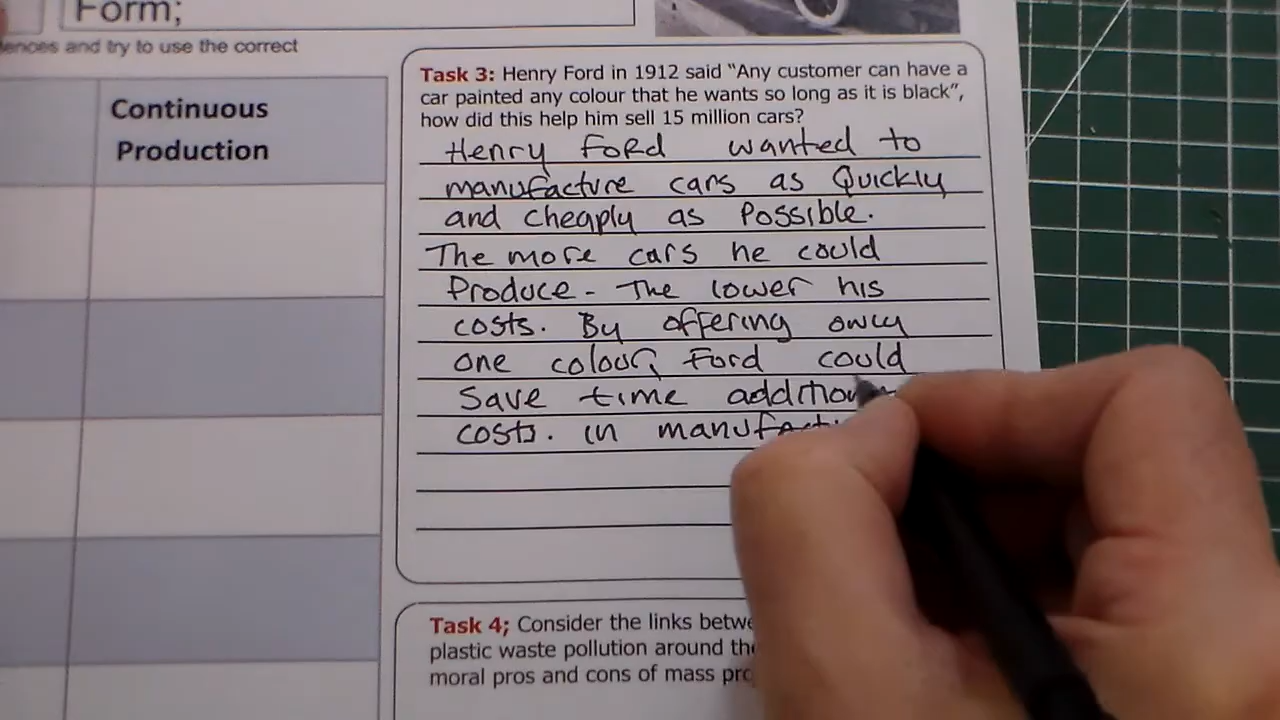 Form;
ences and try to use the correct
Continuous
Production
Task 3: Henry Ford in 1912 said “Any customer can have a
car painted any colour that he wants so long as it is black”,
how did this help him sell 15 million cars?
Henry Ford wanted to
manufacture cars as Quickly
and cheaply as Possible.
The more cars he could
Produce - The lower his
costs. By offering only
one colour, Ford could
Save time addition
costs. in manufact
Task 4; Consider the links betwe
plastic waste pollution around the
moral pros and cons of mass pro